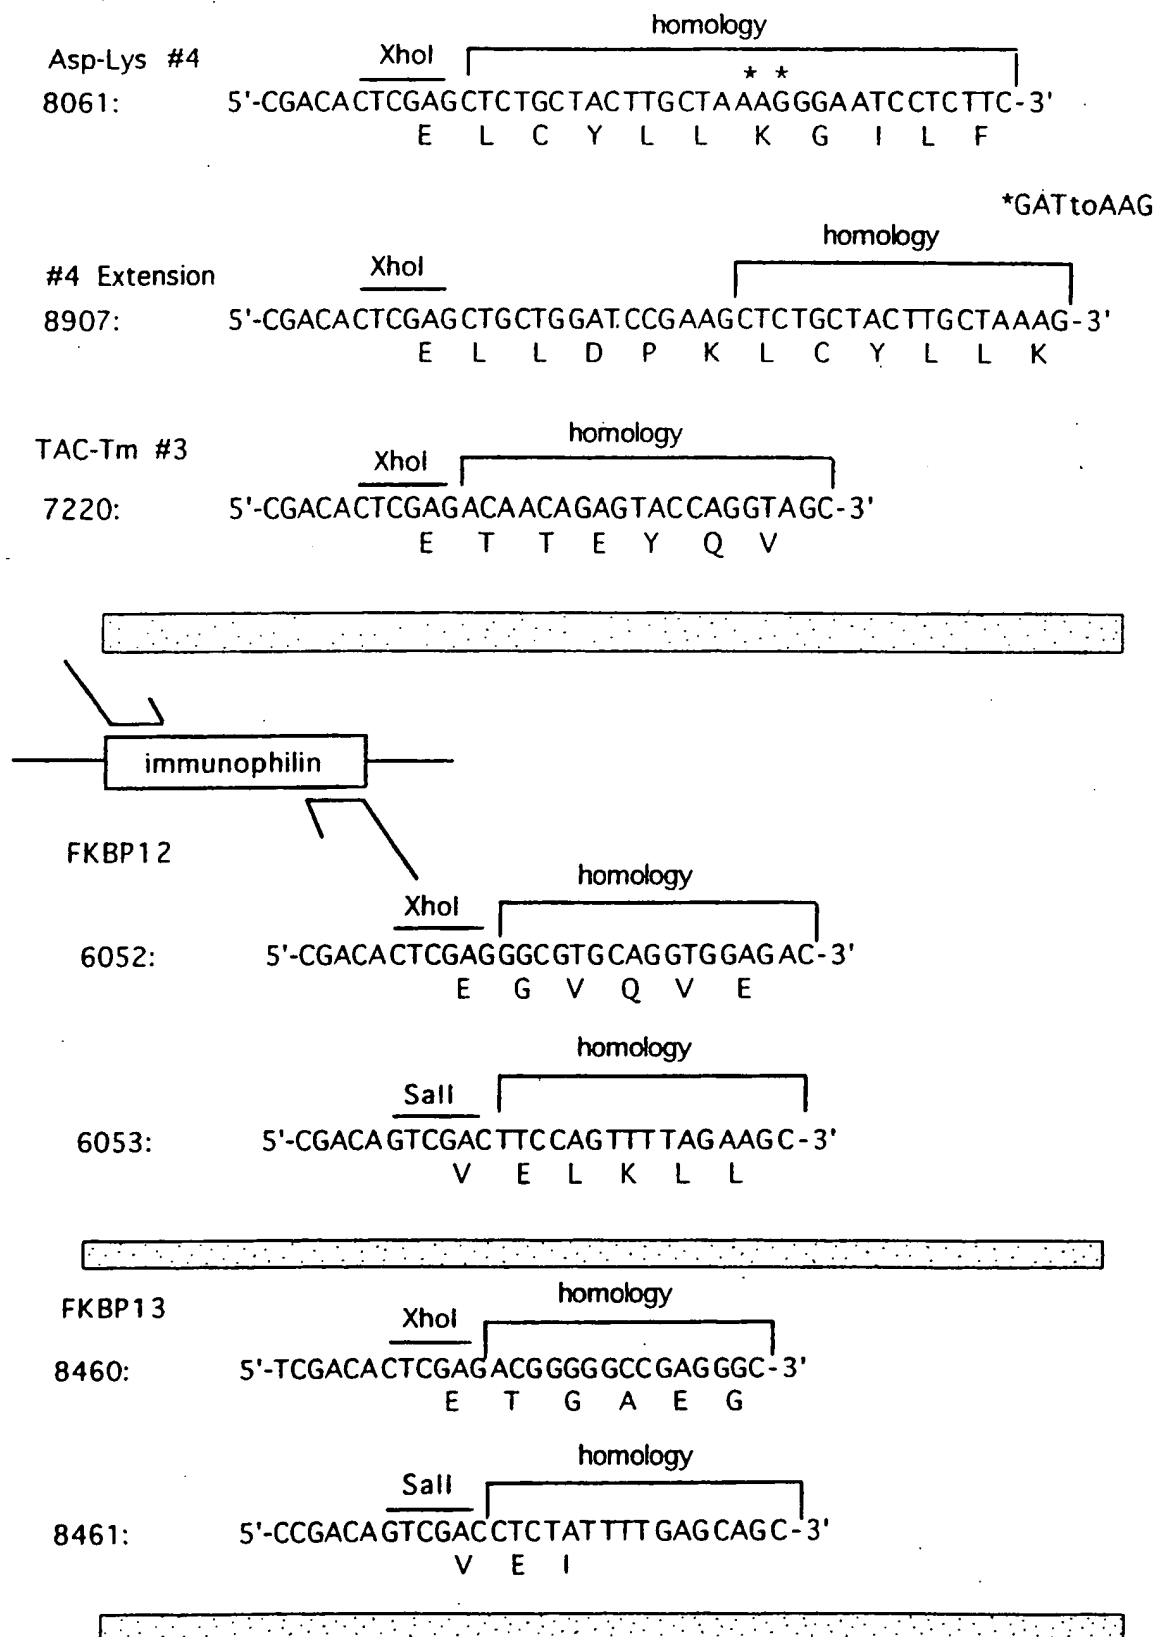 homology
Asp-Lys #4
XhoI
* *
8061: 5'-CGACACTCGAGCTCTGCTACTTGCTAAAGGGAATCCTCTTC-3'
E L C Y L L K G I L F
*GATtoAAG
homology
#4 Extension
XhoI
8907: 5'-CGACACTCGAGCTGCTGGATCCGAAGCTCTGCTACTTGCTAAAG-3'
E L L D P K L C Y L L K
homology
TAC-Tm #3
XhoI
7220: 5'-CGACACTCGAGACAACAGAGTACCAGGTAGC-3'
E T T E Y Q V
immunophilin
FKBP12
homology
XhoI
6052: 5'-CGACACTCGAGGGCGTGCAGGTGGAGAC-3'
E G V Q V E
homology
SalI
6053: 5'-CGACAGTCGACTTCCAGTTTTAGAAGC-3'
V E L K L L
homology
FKBP13
XhoI
8460: 5'-TCGACACTCGAGACGGGGGCCGAGGGC-3'
E T G A E G
homology
SalI
8461: 5'-CCGACAGTCGACCTCTATTTTGAGCAGC-3'
V E I